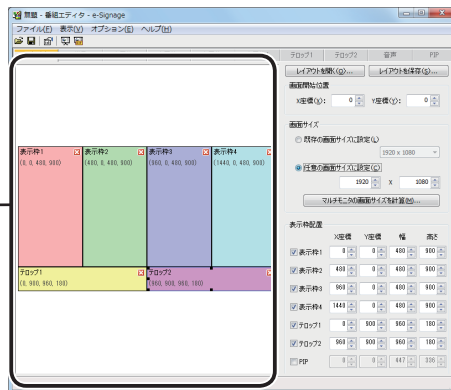 無題 - 番組エディタ - e-Signage
ファイル(F) 表示(V) オプション(E) ヘルプ(H)
テロップ1 テロップ2 音声 PIP
レイアウトを開く(O)... レイアウトを保存(S)...
画面開始位置
X座標(X): 0 Y座標(Y): 0
画面サイズ
既存の画面サイズに設定(L)
1920 x 1080
任意の画面サイズに設定(C)
1920 x 1080
マルチモニタの画面サイズを計算(M)...
表示枠配置
X座標 Y座標 幅 高さ
表示枠1 0 0 480 900
表示枠2 480 0 480 900
表示枠3 960 0 480 900
表示枠4 1440 0 480 900
テロップ1 0 900 960 180
テロップ2 960 900 960 180
PIP 0 0 447 336
表示枠1 表示枠2 表示枠3 表示枠4
(0, 0, 480, 900) (480, 0, 480, 900) (960, 0, 480, 900) (1440, 0, 480, 900)
テロップ1 テロップ2
(0, 900, 960, 180) (960, 900, 960, 180)